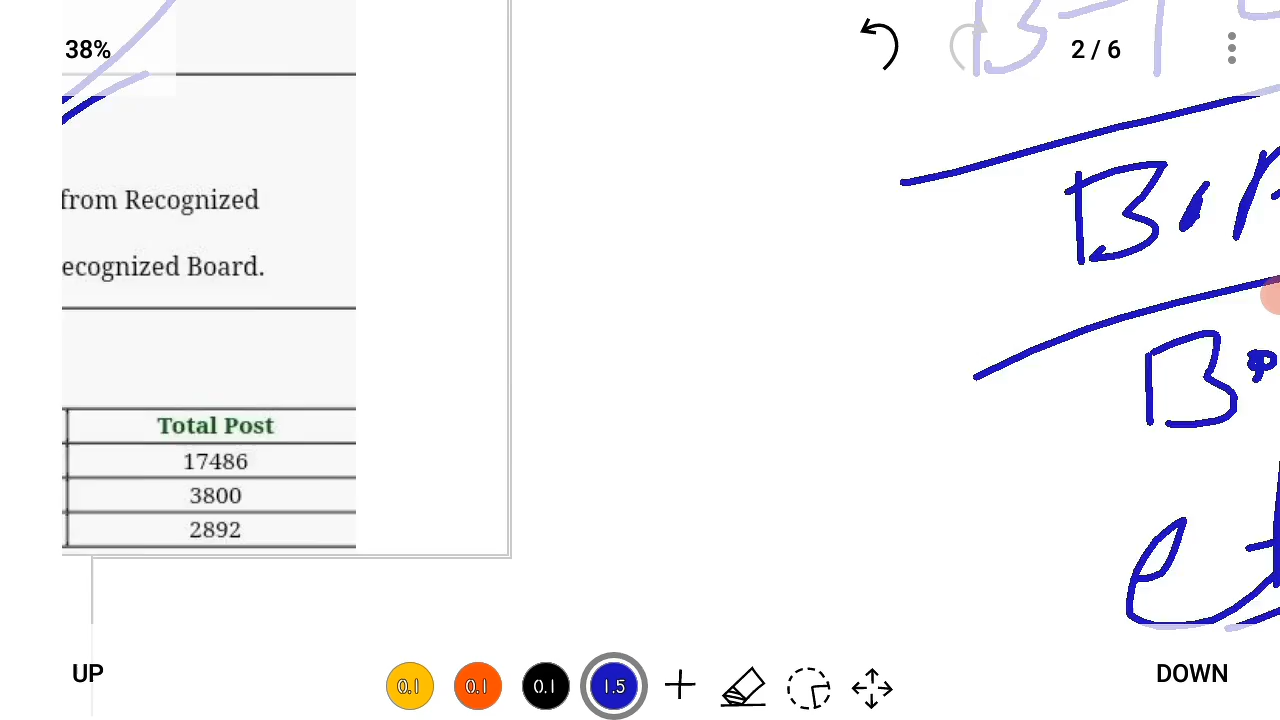 38%
2 / 6
from Recognized
ecognized Board.
Total Post
17486
3800
2892
B.
B.
et
UP
0.1
0.1
0.1
1.5
DOWN